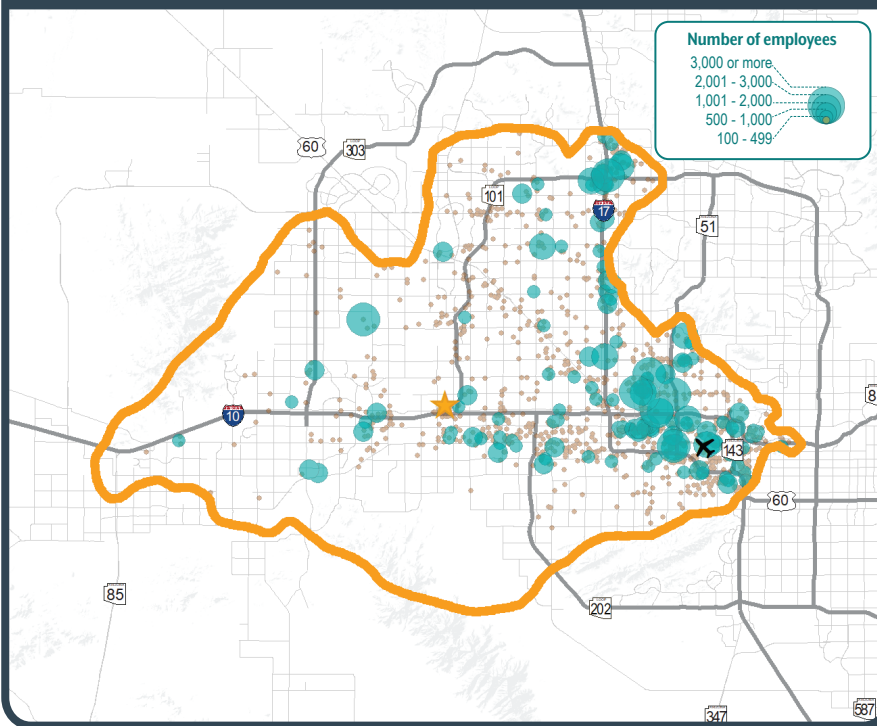 Number of employees
3,000 or more
2,001 - 3,000
1,001 - 2,000
500 - 1,000
100 - 499
60
303
101
17
51
10
143
60
85
202
347
587